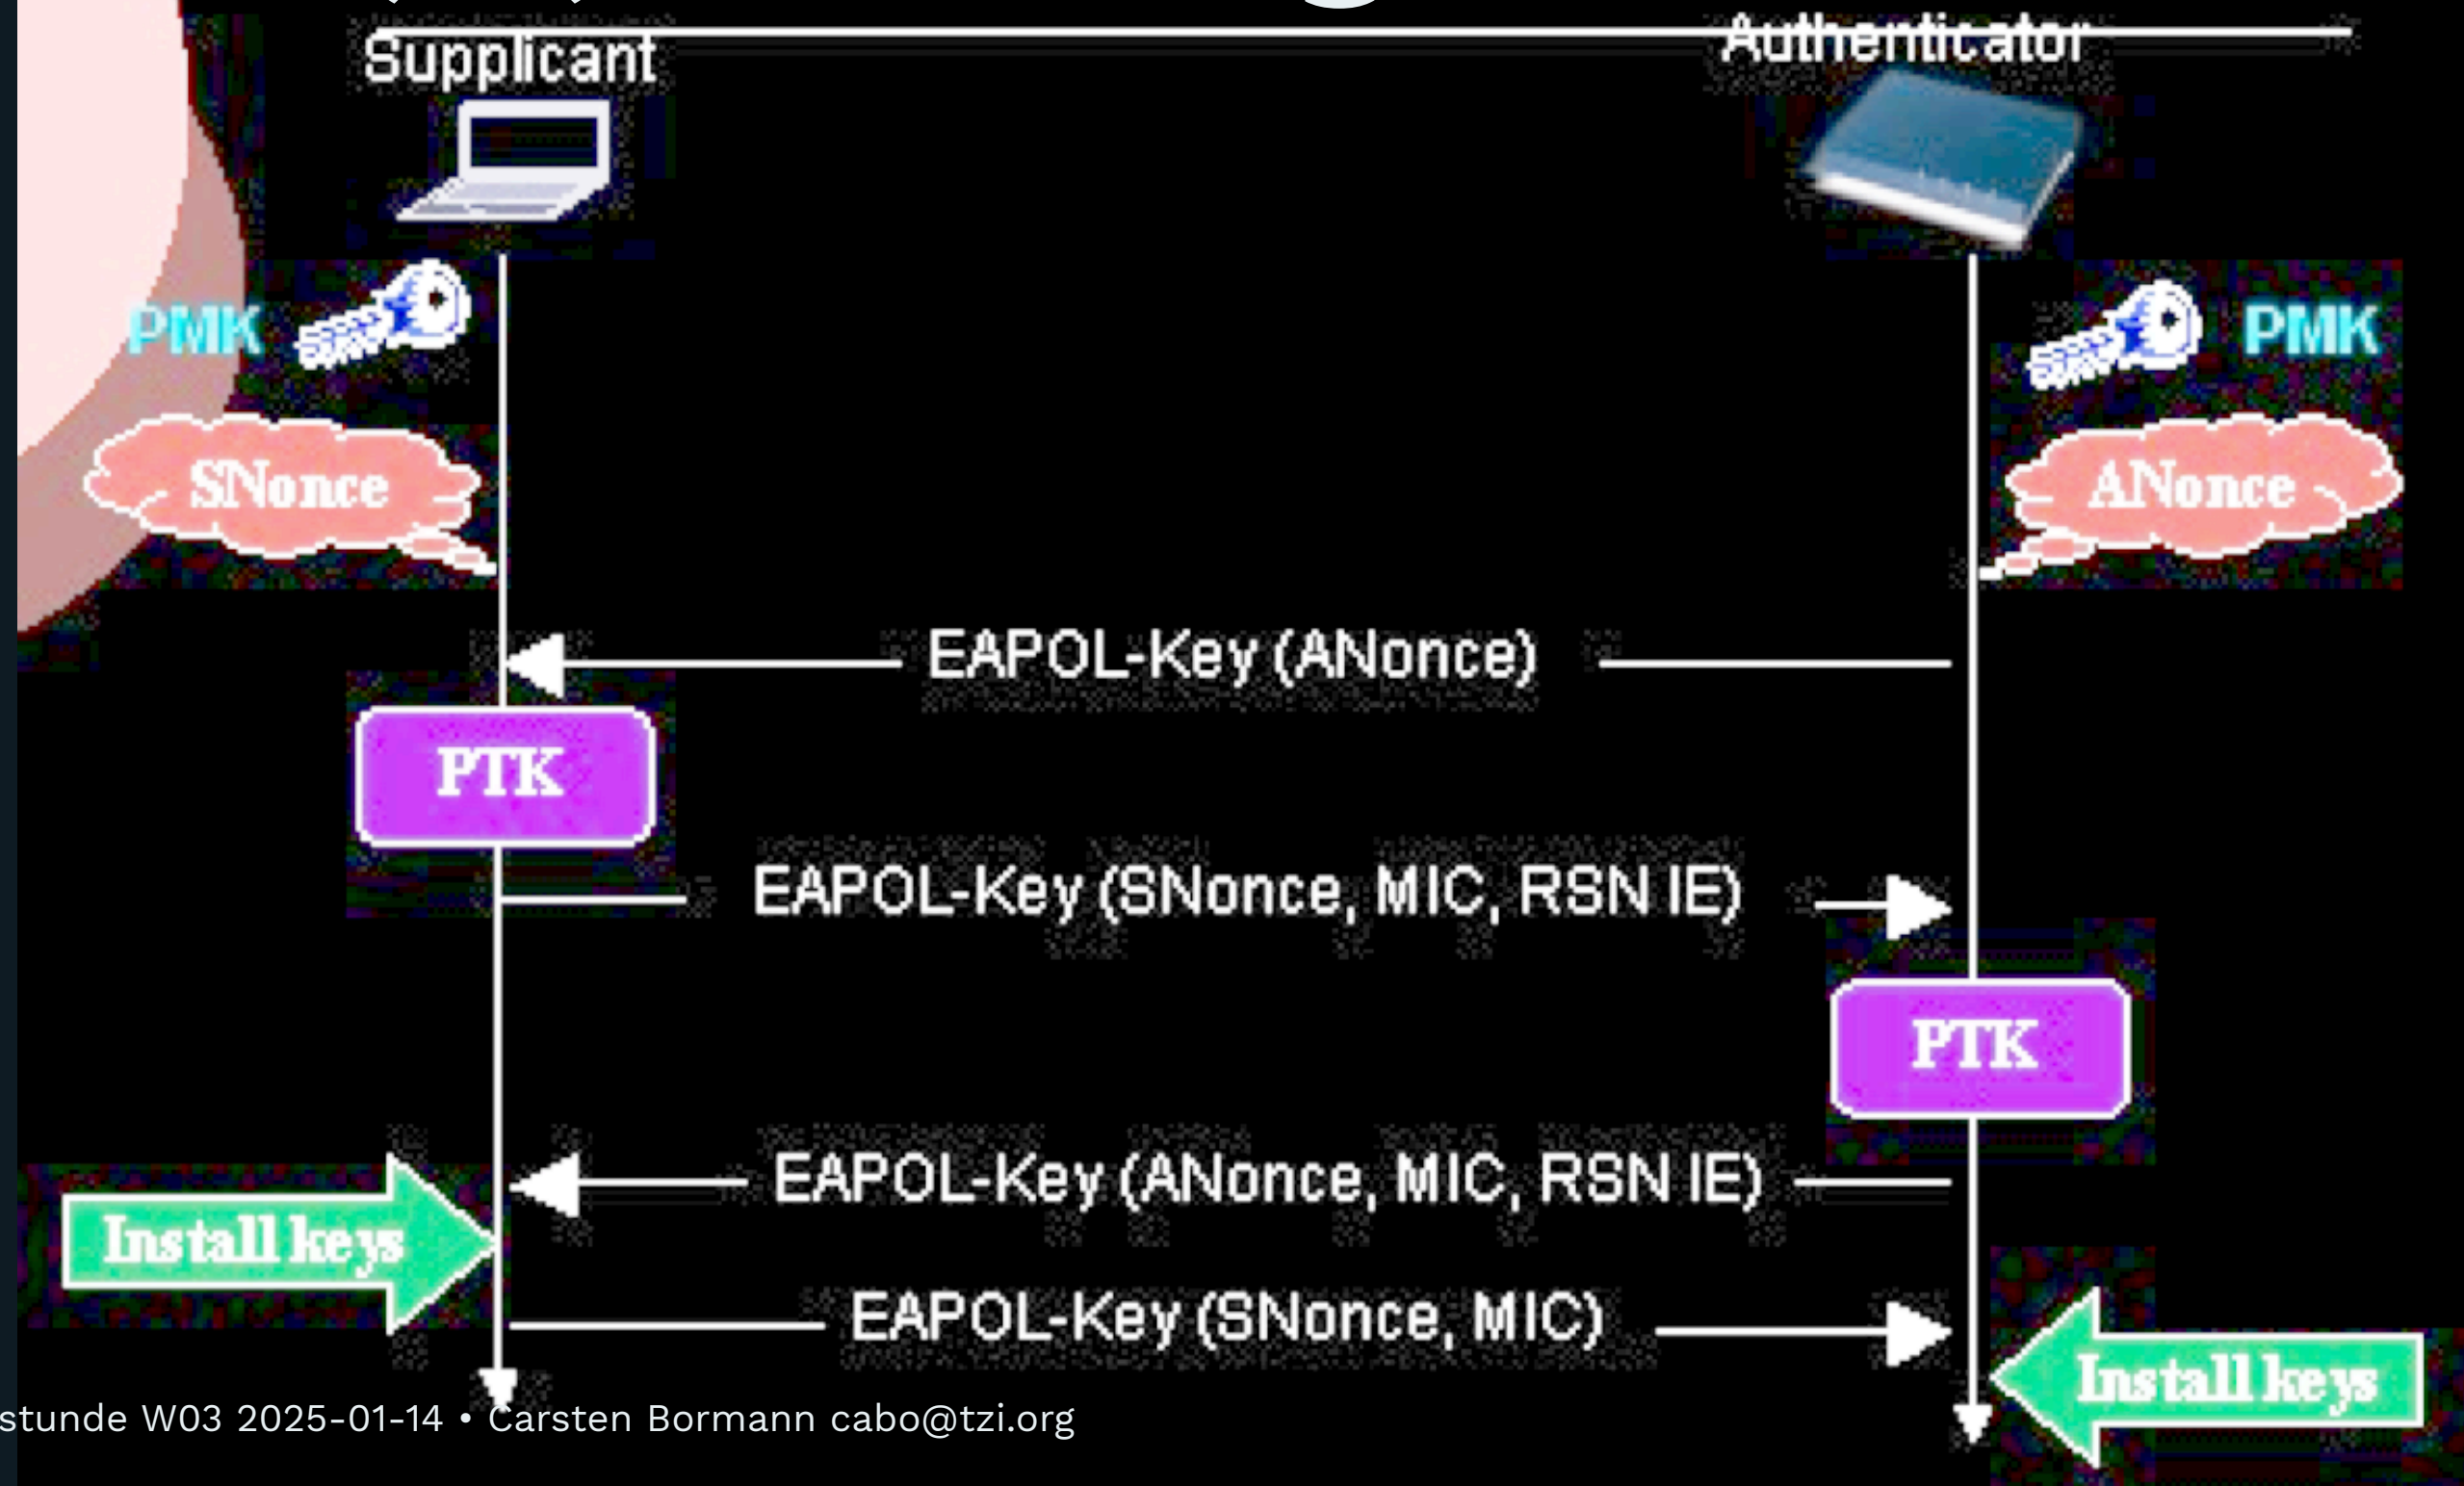 Supplicant
Authenticator
PMK
PMK
SNonce
ANonce
EAPOL-Key (ANonce)
PTK
EAPOL-Key (SNonce, MIC, RSN IE)
PTK
EAPOL-Key (ANonce, MIC, RSN IE)
Install keys
EAPOL-Key (SNonce, MIC)
Install keys
stunde W03 2025-01-14 • Carsten Bormann cabo@tzi.org